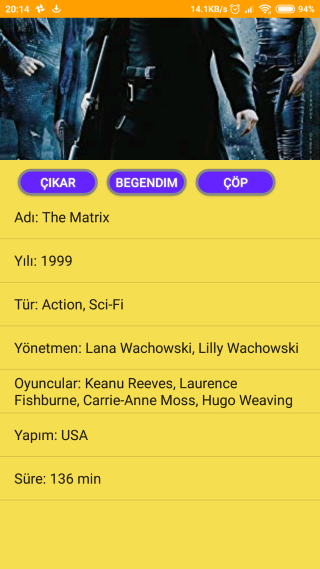 20:14 14.1KB/s 94%
ÇIKAR BEGENDIM ÇÖP
Adı: The Matrix
Yılı: 1999
Tür: Action, Sci-Fi
Yönetmen: Lana Wachowski, Lilly Wachowski
Oyuncular: Keanu Reeves, Laurence
Fishburne, Carrie-Anne Moss, Hugo Weaving
Yapım: USA
Süre: 136 min